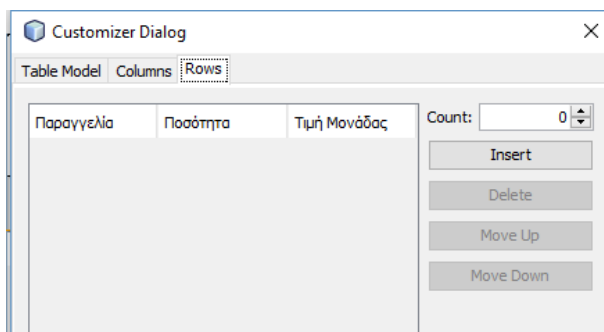 Customizer Dialog
Table Model Columns Rows
Παραγγελία Ποσότητα Τιμή Μονάδας
Count: 0
Insert
Delete
Move Up
Move Down